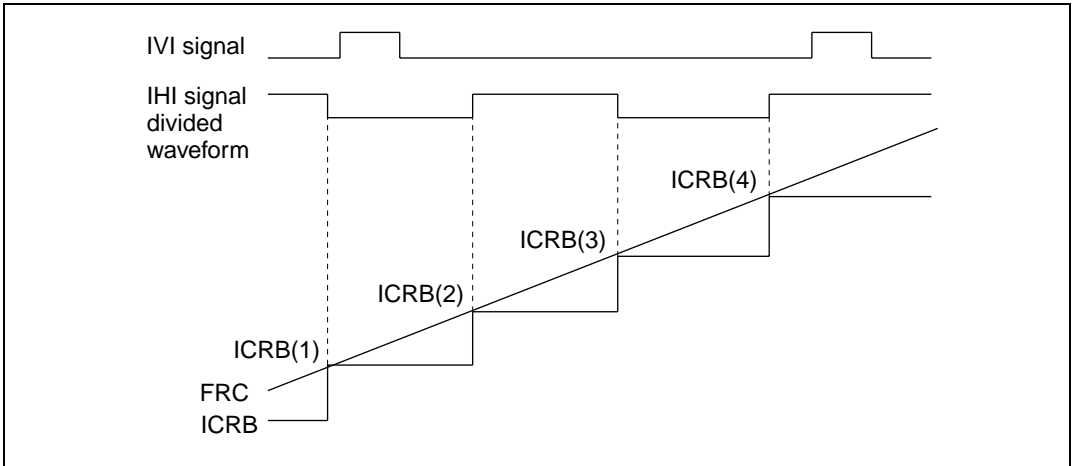 IVI signal
IHI signal
divided
waveform
ICRB(4)
ICRB(3)
ICRB(2)
ICRB(1)
FRC
ICRB